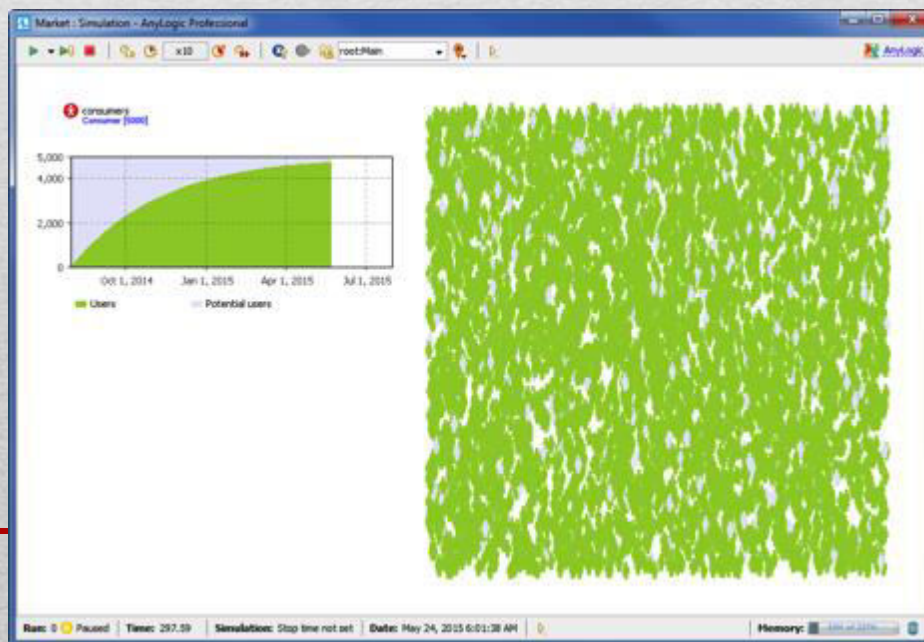 Market : Simulation - AnyLogic Professional
x10
root:Main
AnyLogic
consumers
Consumer [5000]
5,000
4,000
2,000
0
Oct 1, 2014 Jan 1, 2015 Apr 1, 2015 Jul 1, 2015
Users Potential users
Run: 0 Paused Time: 297.59 Simulation: Stop time not set Date: May 24, 2015 6:01:38 AM Memory: